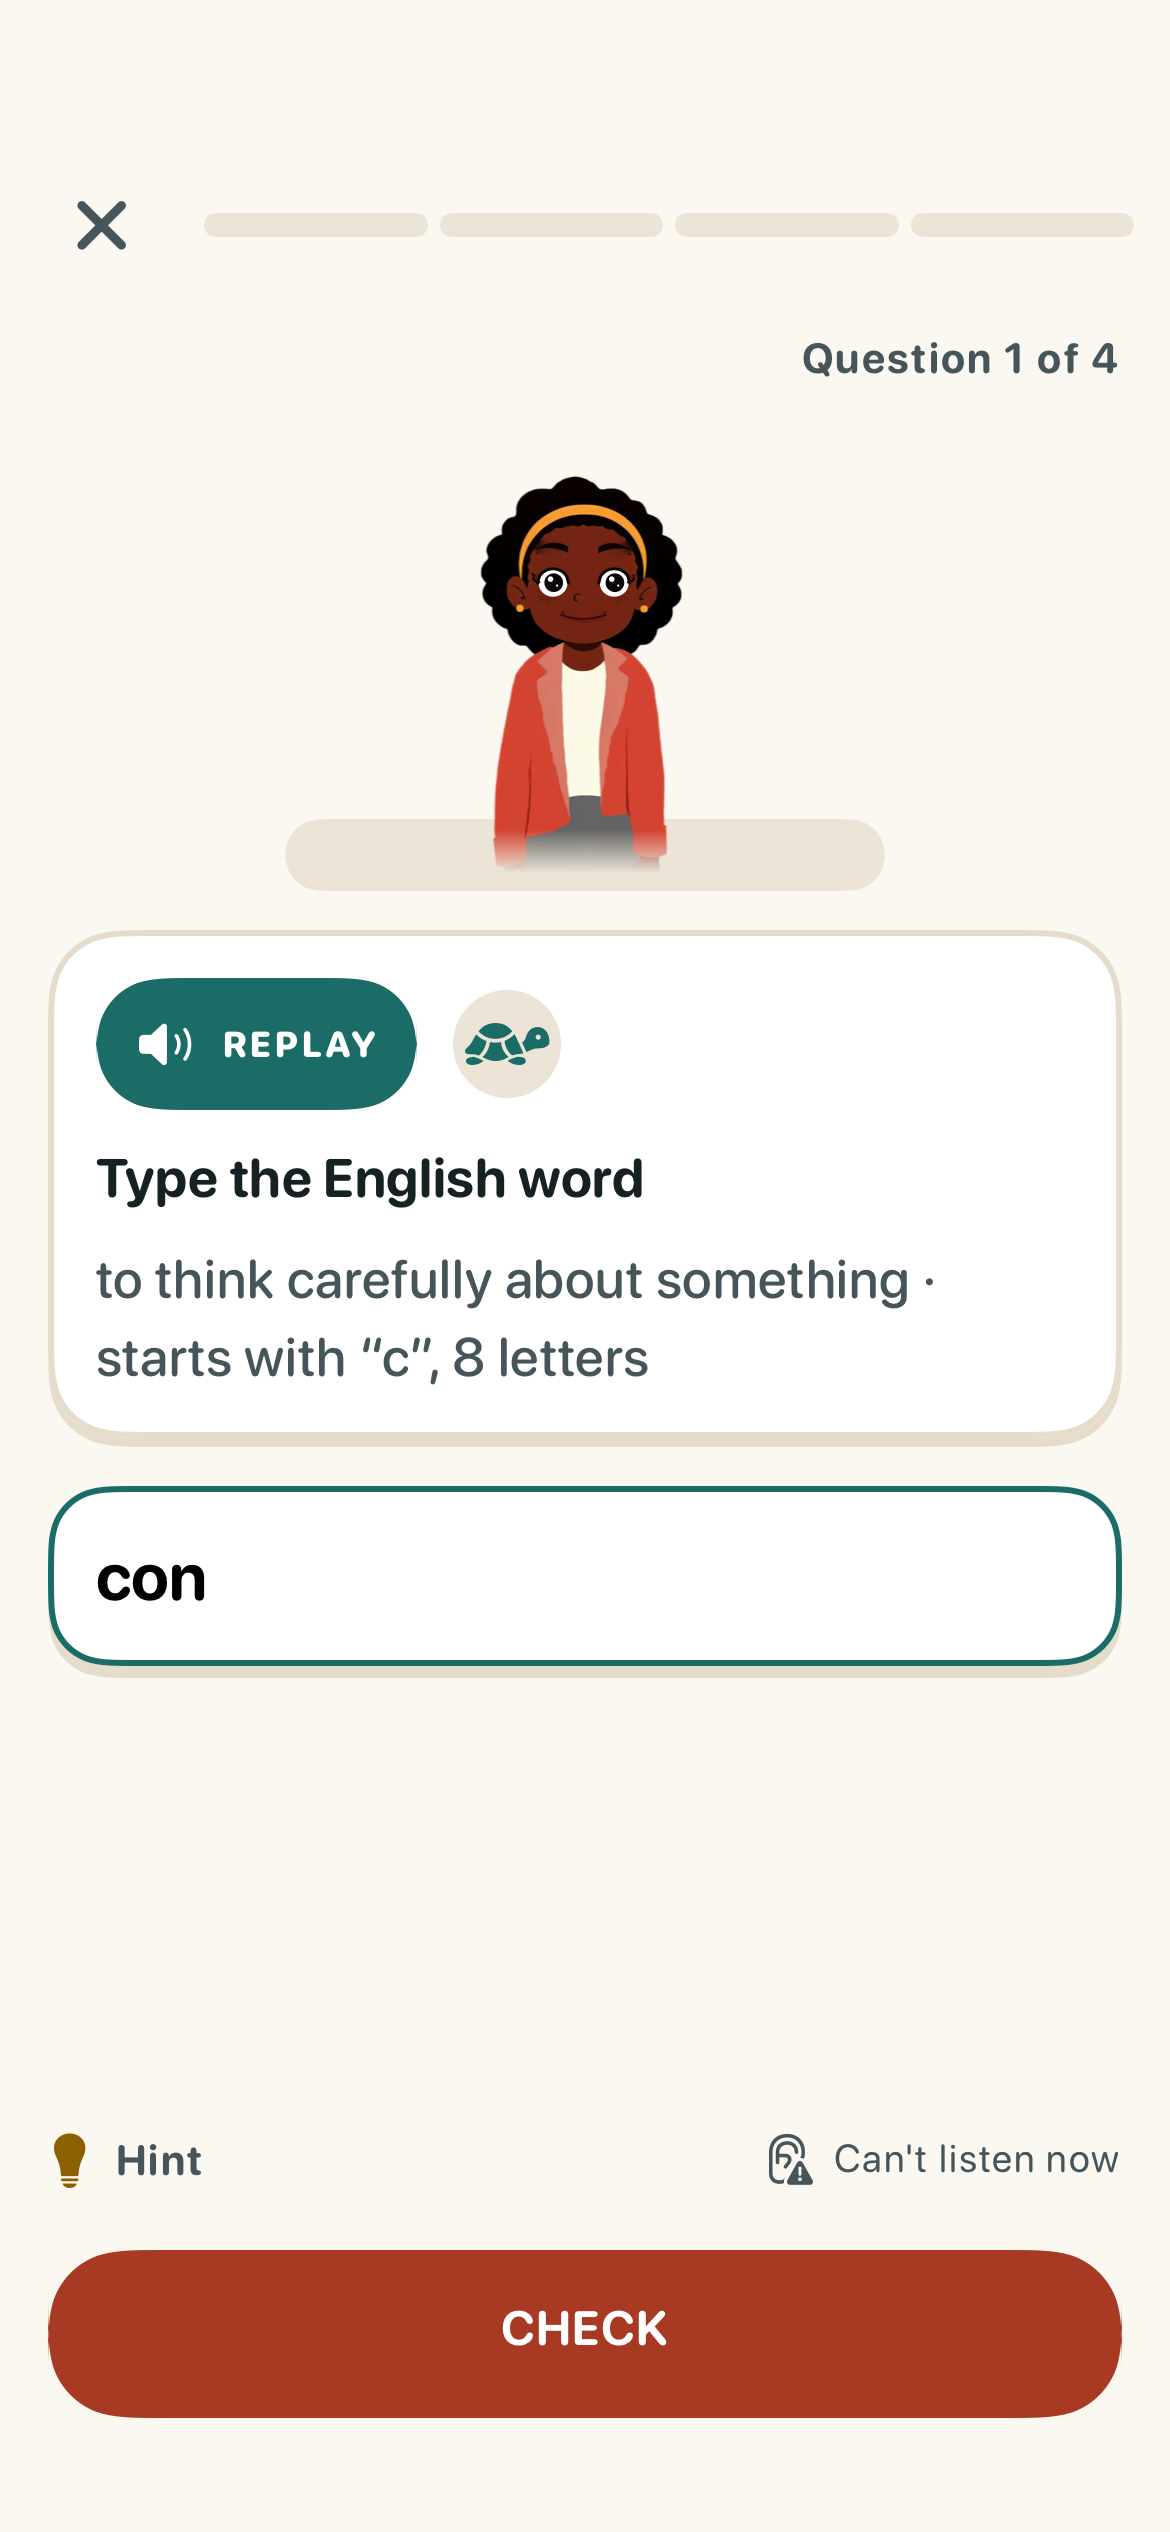 Question 1 of 4
REPLAY
Type the English word
to think carefully about something ·
starts with “c”, 8 letters
con
Hint
Can't listen now
CHECK